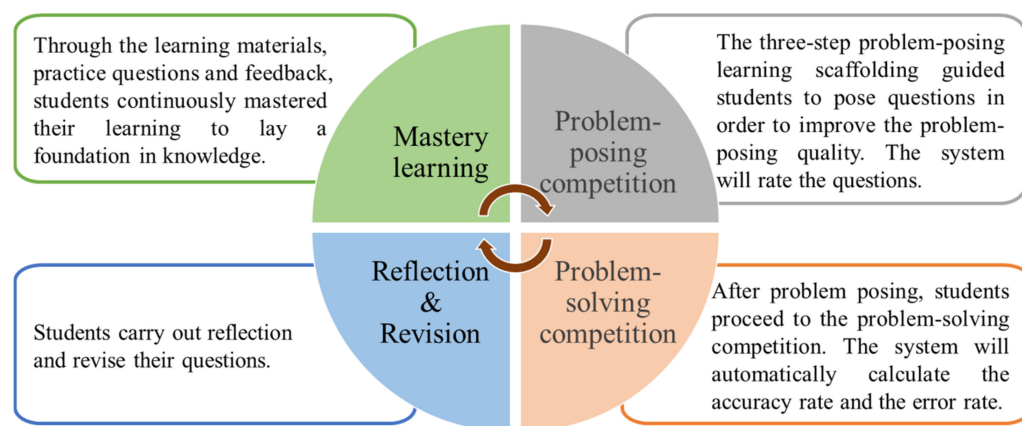 Through the learning materials,
practice questions and feedback,
students continuously mastered
their learning to lay a
foundation in knowledge.
Mastery
learning
Problem-
posing
competition
The three-step problem-posing
learning scaffolding guided
students to pose questions in
order to improve the problem-
posing quality. The system
will rate the questions.
Students carry out reflection
and revise their questions.
Reflection
&
Revision
Problem-
solving
competition
After problem posing, students
proceed to the problem-solving
competition. The system will
automatically calculate the
accuracy rate and the error rate.